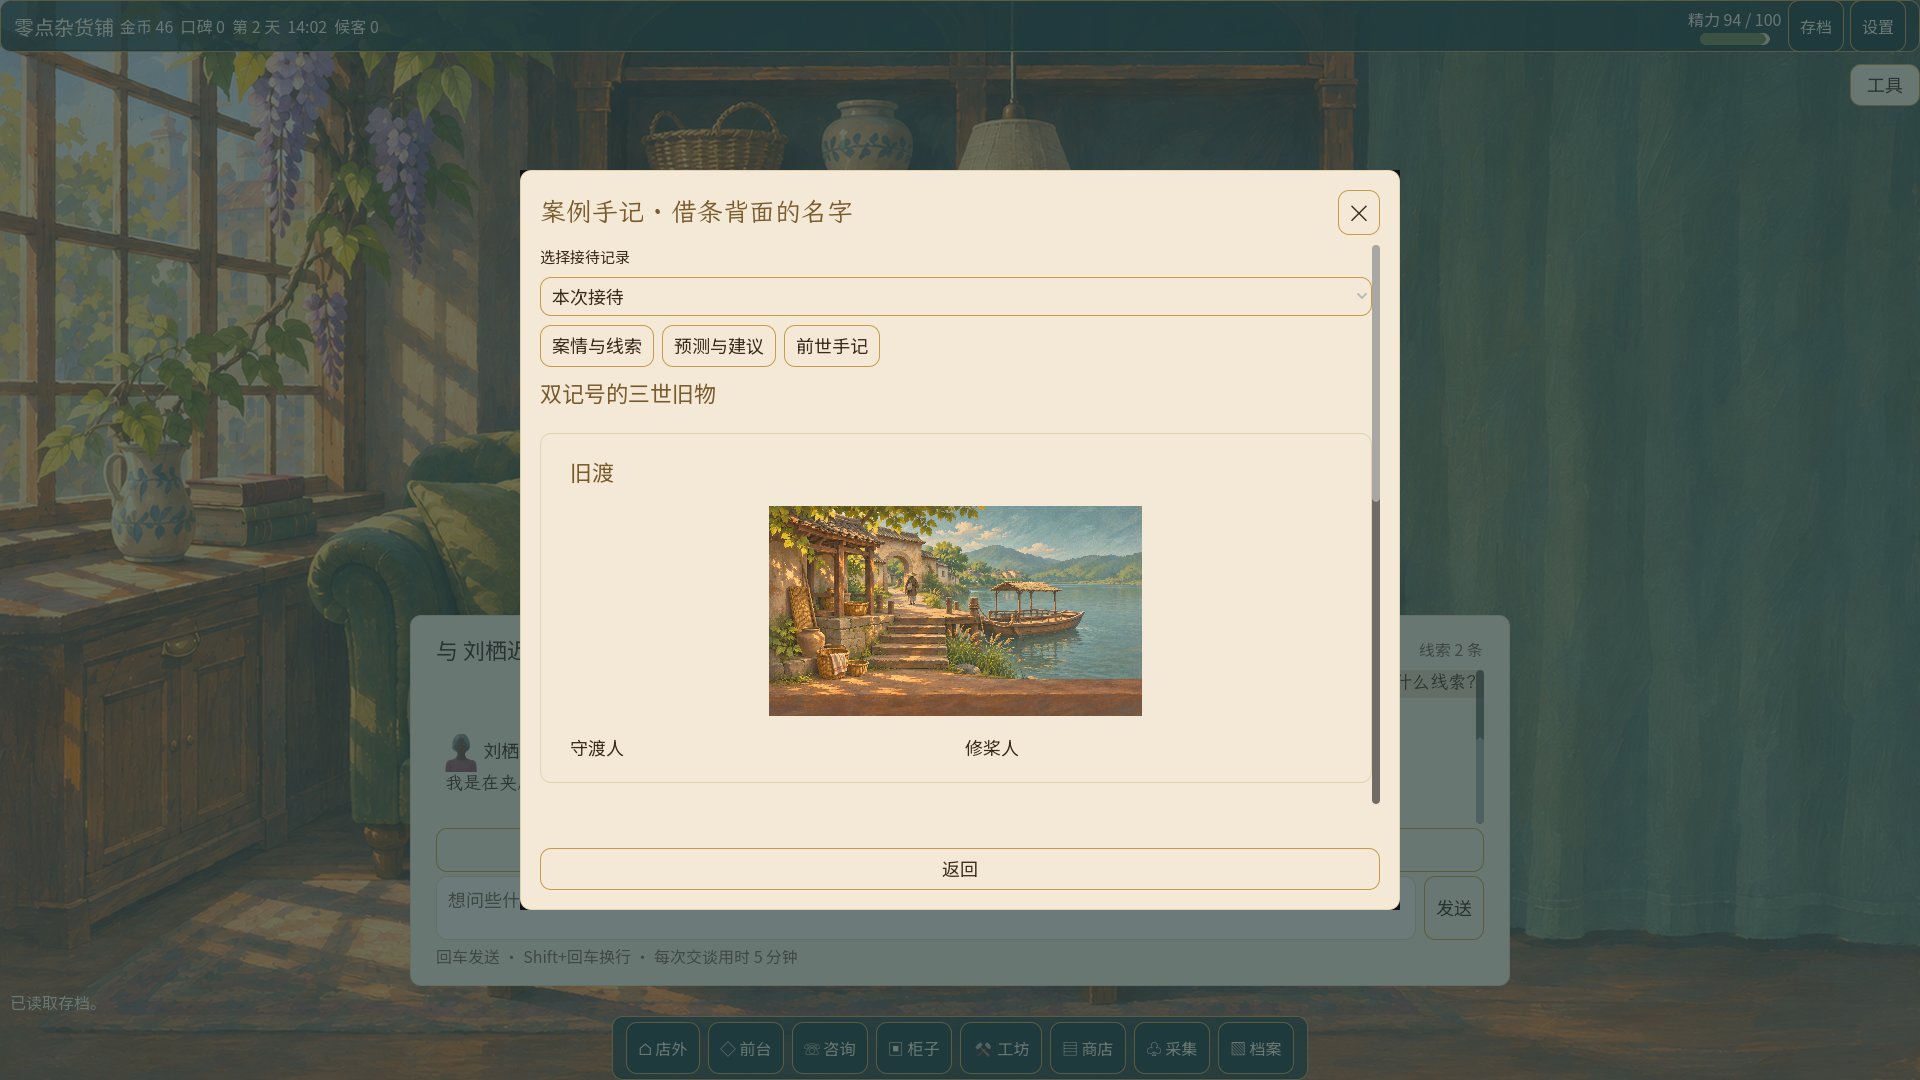 零点杂货铺 金币 46 口碑 0 第 2 天 14:02 候客 0
精力 94 / 100
存档
设置
工具
案例手记·借条背面的名字
选择接待记录
本次接待
案情与线索
预测与建议
前世手记
双记号的三世旧物
旧渡
守渡人
修桨人
返回
与 刘栖近
线索 2 条
什么线索?
刘栖
我是在夹
想问些什
发送
回车发送 · Shift+回车换行 · 每次交谈用时 5 分钟
已读取存档。
店外
前台
咨询
柜子
工坊
商店
采集
档案